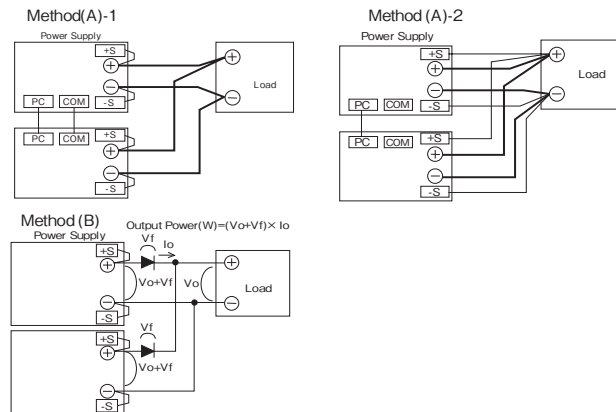 Method(A)-1
Power Supply
+S
+
−
-S
PC COM
PC COM
+S
+
−
-S
+
−
Load
Method (A)-2
Power Supply
+S
+
−
-S
PC COM
PC COM
+S
+
−
-S
+
−
Load
Method (B)
Power Supply
Output Power(W)=(Vo+Vf)× Io
Vf
Io
+S
+
−
-S
Vo+Vf
Vo
+
−
Load
Vf
+S
+
−
-S
Vo+Vf